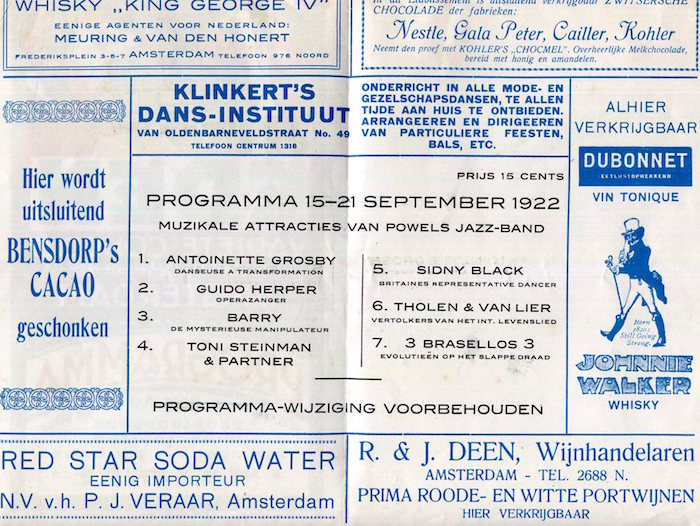 WHISKY „KING GEORGE IV”
EENIGE AGENTEN VOOR NEDERLAND:
MEURING & VAN DEN HONERT
FREDERIKSPLEIN 3-5-7 AMSTERDAM TELEFOON 976 NOORD
CHOCOLADE der fabrieken:
Nestle, Gala Peter, Cailler, Kohler
Neemt den proef met KOHLER'S „CHOCMEL”. Overheerlijke Melkchocolade,
bereid met honig en amandelen.
KLINKERT'S
DANS-INSTITUUT
VAN OLDENBARNEVELDSTRAAT No. 49
TELEFOON CENTRUM 1316
ONDERRICHT IN ALLE MODE- EN
GEZELSCHAPSDANSEN, TE ALLEN
TIJDE AAN HUIS TE ONTBIEDEN.
ARRANGEEREN EN DIRIGEEREN
VAN PARTICULIERE FEESTEN,
BALS, ETC.
Hier wordt
uitsluitend
BENSDORP's
CACAO
geschonken
PRIJS 15 CENTS
PROGRAMMA 15-21 SEPTEMBER 1922
MUZIKALE ATTRACTIES VAN POWELS JAZZ-BAND
1. ANTOINETTE GROSBY
DANSEUSE A TRANSFORMATION
2. GUIDO HERPER
OPERAZANGER
3. BARRY
DE MYSTERIEUSE MANIPULATEUR
4. TONI STEINMAN
& PARTNER
5. SIDNY BLACK
BRITAINES REPRESENTATIVE DANCER
6. THOLEN & VAN LIER
VERTOLKERS VAN HET INT. LEVENSLIED
7. 3 BRASELLOS 3
EVOLUTIEËN OP HET SLAPPE DRAAD
PROGRAMMA-WIJZIGING VOORBEHOUDEN
ALHIER
VERKRIJGBAAR
DUBONNET
EETLUSTOPWEKKEND
VIN TONIQUE
Born
1820:
Still Going
Strong.
JOHNNIE
WALKER
WHISKY
RED STAR SODA WATER
EENIG IMPORTEUR
N.V. v.h. P. J. VERAAR, Amsterdam
R. & J. DEEN, Wijnhandelaren
AMSTERDAM - TEL. 2688 N.
PRIMA ROODE- EN WITTE PORTWIJNEN
HIER VERKRIJGBAAR